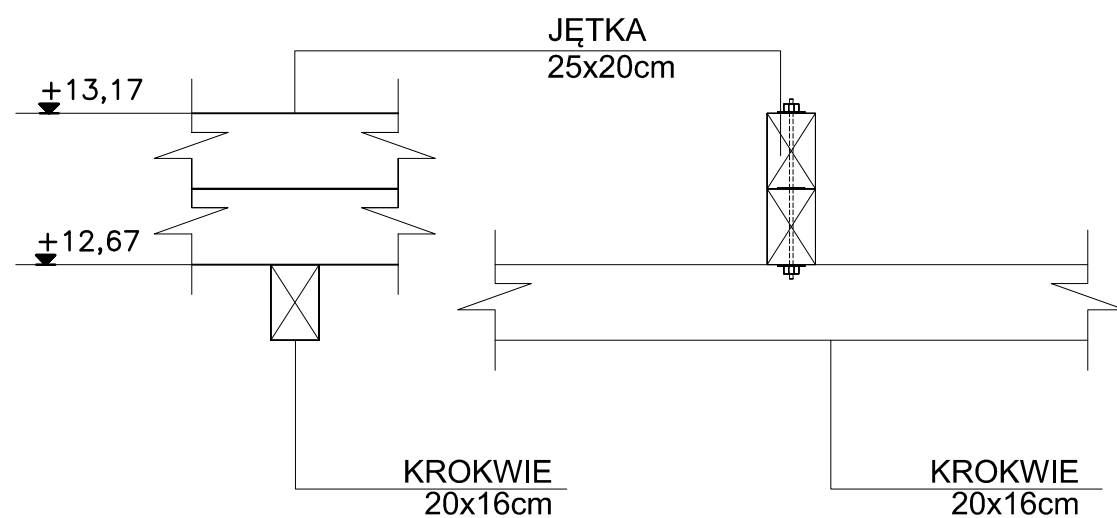 JĘTKA
25x20cm
+13,17
+12,67
KROKWIE
20x16cm
KROKWIE
20x16cm